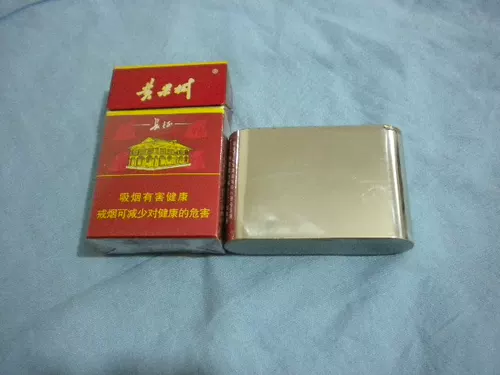 黄果树
长征
吸烟有害健康
戒烟可减少对健康的危害